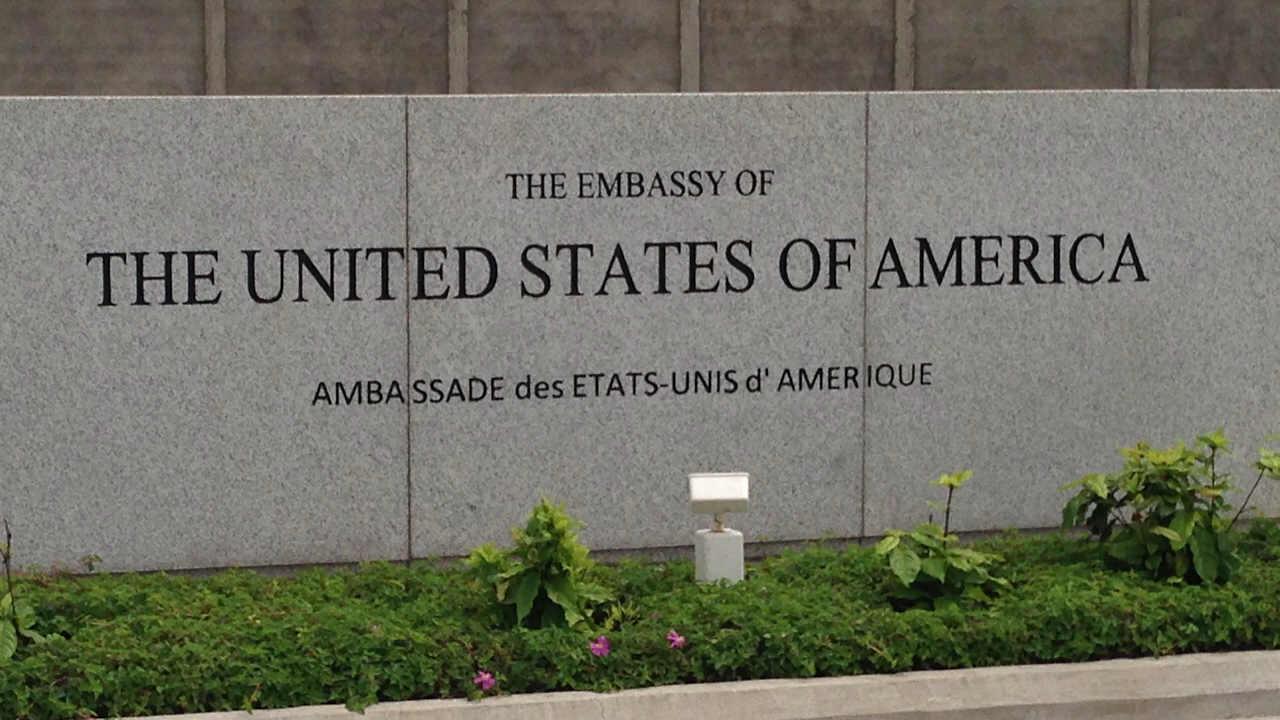 THE EMBASSY OF
THE UNITED STATES OF AMERICA
AMBASSADE des ETATS-UNIS d' AMERIQUE